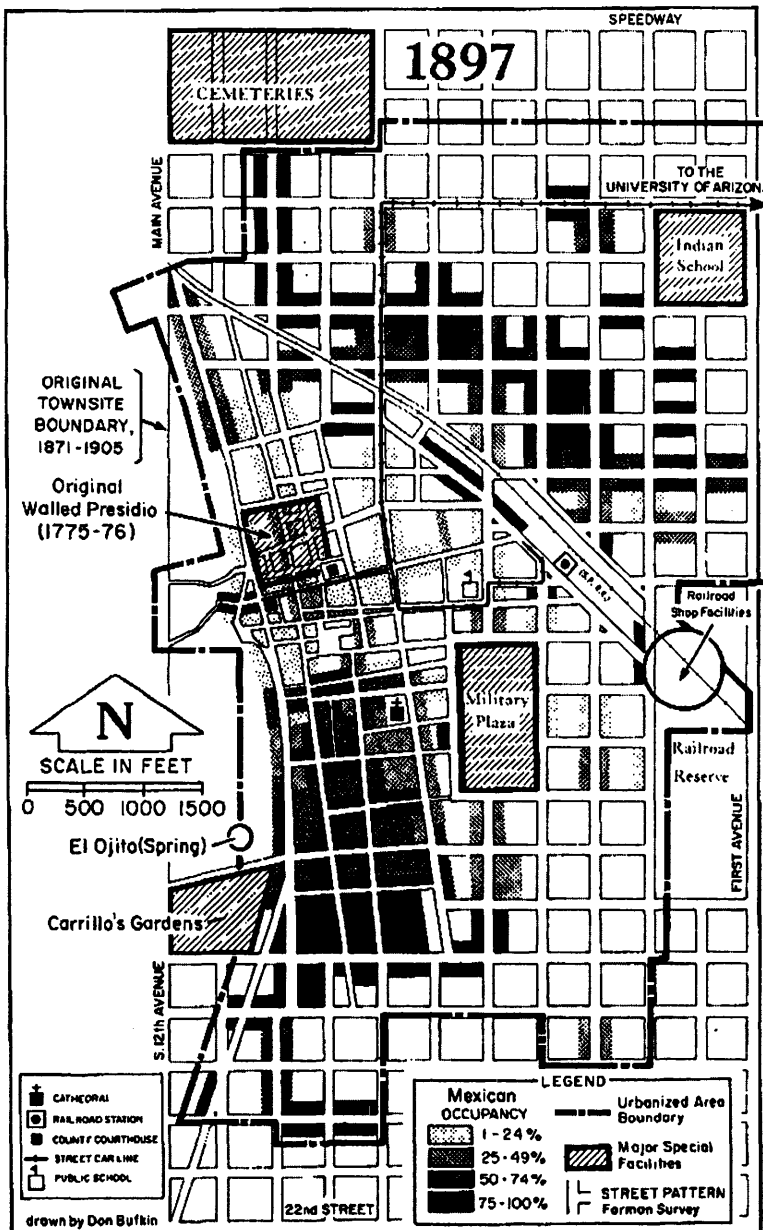 SPEEDWAY
1897
CEMETERIES
MAIN AVENUE
TO THE
UNIVERSITY OF ARIZON
Indian
School
ORIGINAL
TOWNSITE
BOUNDARY,
1871-1905
Original
Walled Presidio
(1775-76)
(S.P.R.R.)
Railroad
Shop Facilities
Military
Plaza
N
SCALE IN FEET
0 500 1000 1500
Railroad
Reserve
El Ojito (Spring)
FIRST AVENUE
Carrillo's Gardens
S. 12th AVENUE
CATHEDRAL
RAILROAD STATION
COUNTY COURTHOUSE
STREET CAR LINE
PUBLIC SCHOOL
drawn by Don Bufkin
22nd STREET
LEGEND
Mexican
OCCUPANCY
1-24%
25-49%
50-74%
75-100%
Urbanized Area
Boundary
Major Special
Facilities
STREET PATTERN
Forman Survey